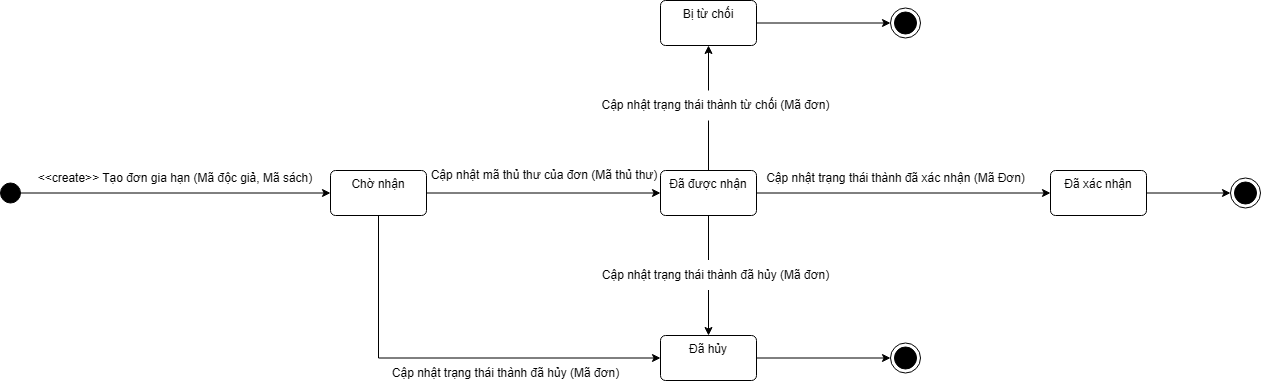 Bị từ chối
Cập nhật trạng thái thành từ chối (Mã đơn)
<<create>> Tạo đơn gia hạn (Mã độc giả, Mã sách)
Chờ nhận
Cập nhật mã thủ thư của đơn (Mã thủ thư)
Đã được nhận
Cập nhật trạng thái thành đã xác nhận (Mã Đơn)
Đã xác nhận
Cập nhật trạng thái thành đã hủy (Mã đơn)
Đã hủy
Cập nhật trạng thái thành đã hủy (Mã đơn)